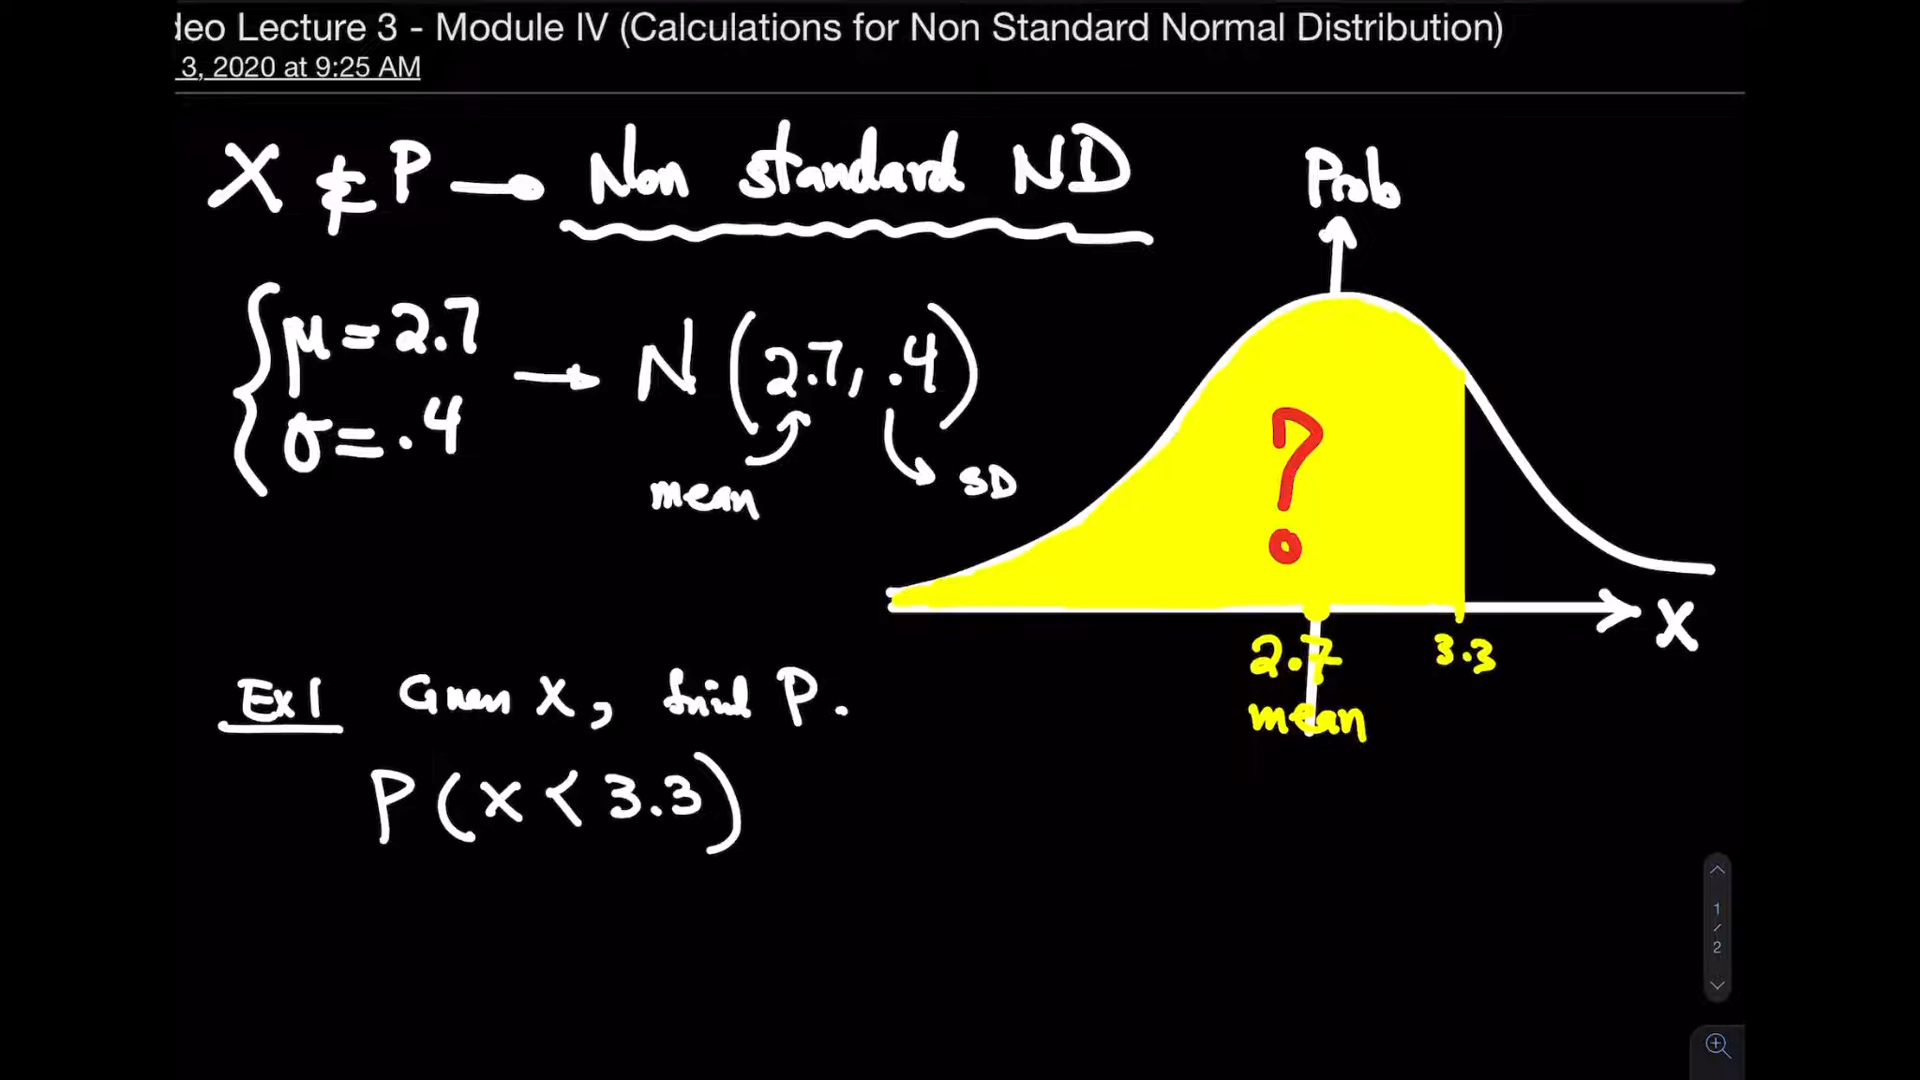 deo Lecture 3 - Module IV (Calculations for Non Standard Normal Distribution)
3, 2020 at 9:25 AM
X & P → Non standard ND
Prob
μ = 2.7
σ = .4
→ N (2.7, .4)
mean
SD
?
2.7
3.3
X
mean
Ex1 Given X, find P.
P(X < 3.3)
1
/
2